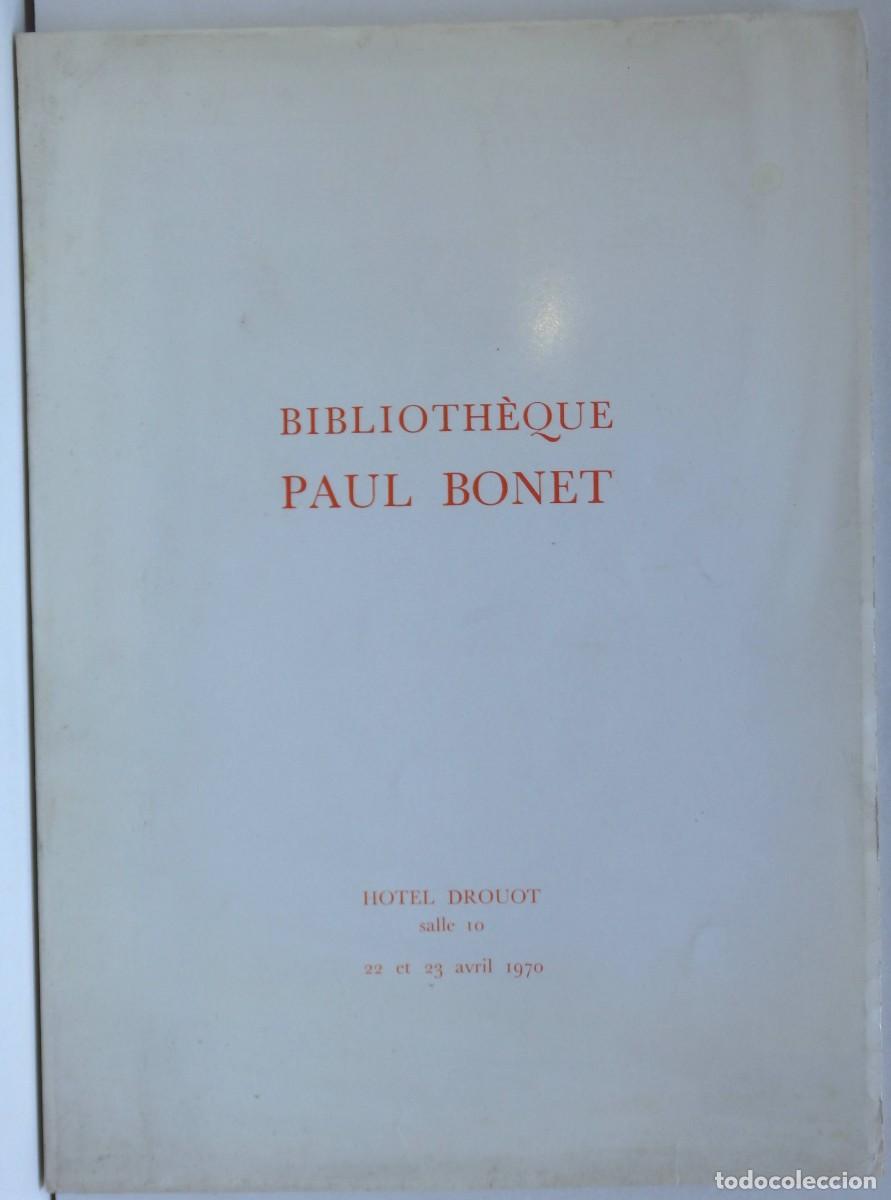 BIBLIOTHÈQUE
PAUL BONET
HOTEL DROUOT
salle 10
22 et 23 avril 1970
todocoleccion